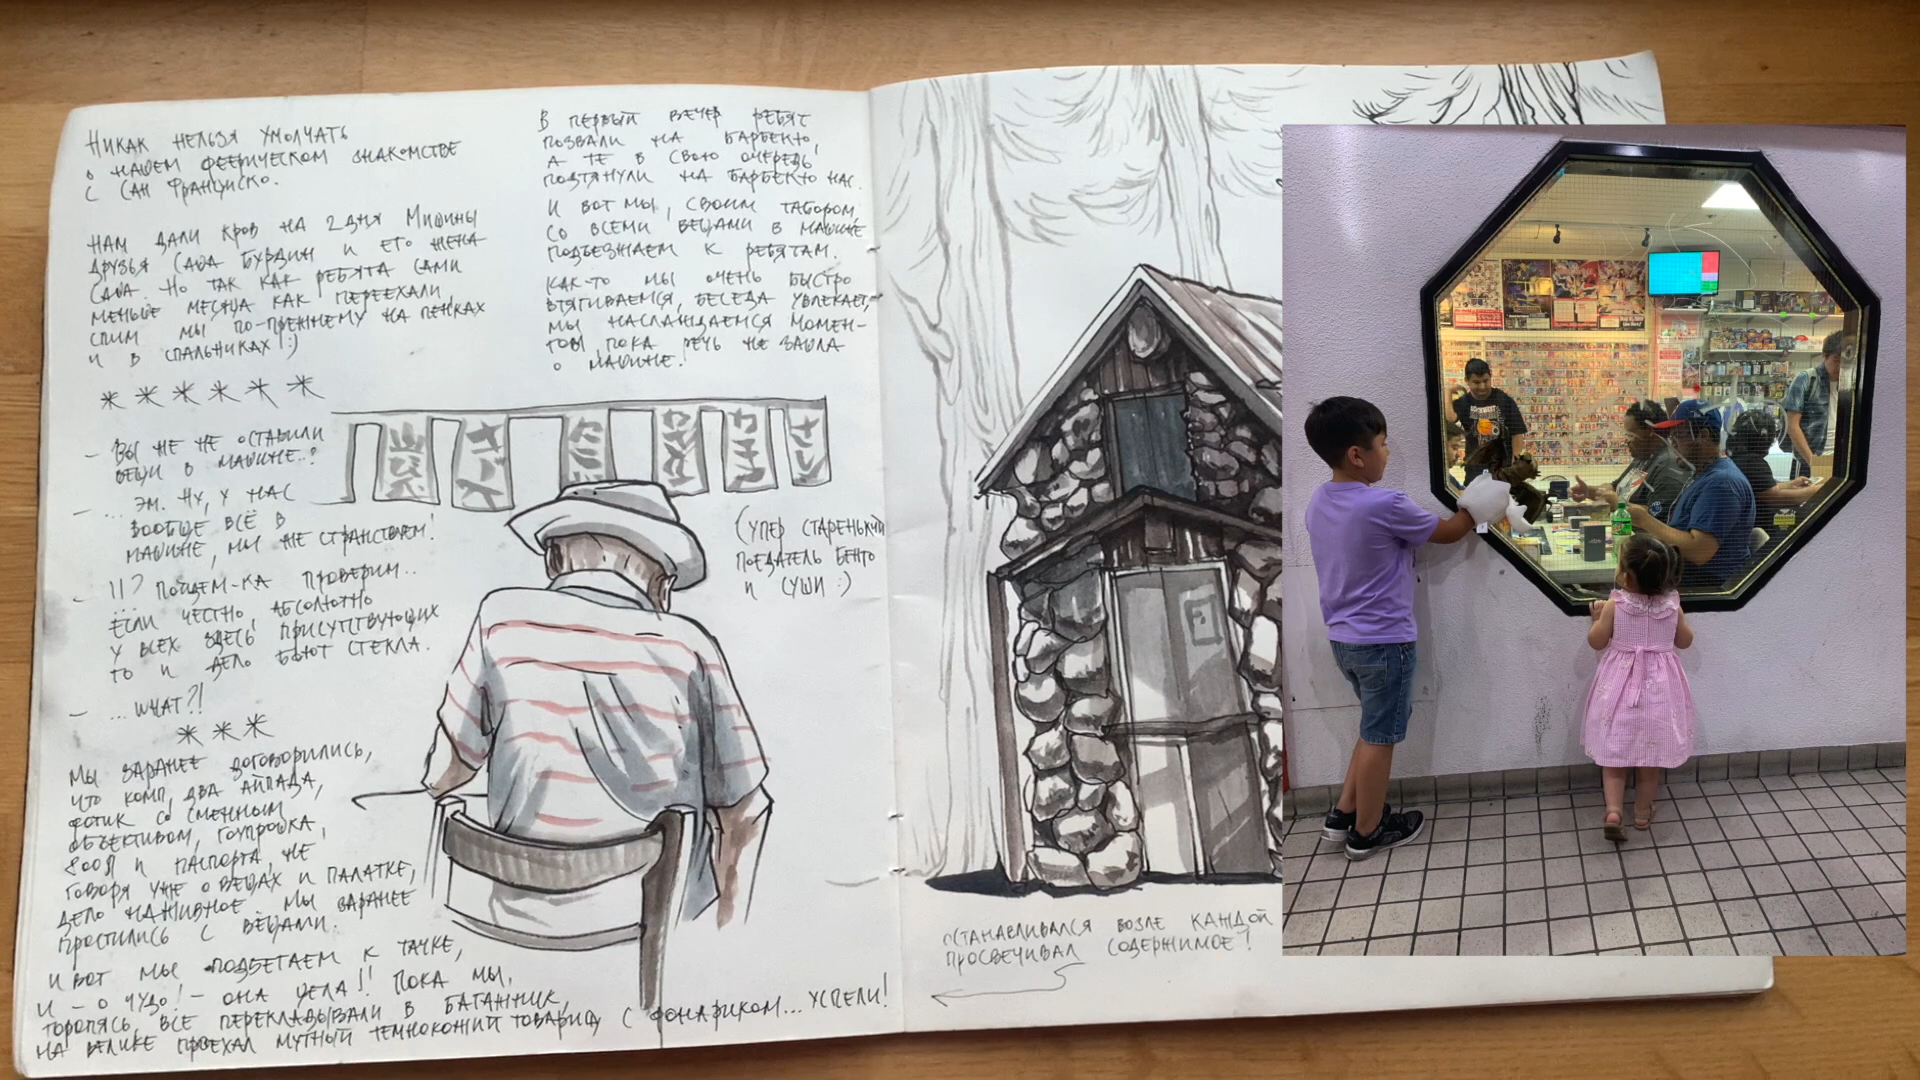 Никак нельзя умолчать
о нашем феерическом знакомстве
с Сан Франциско.
Нам дали кров на 2 дня Мишины
друзья Саша Бурдин и его жена
Саша. Но так как ребята сами
меньше месяца как переехали
спим мы по-прежнему на пенках
и в спальниках! :)
- Вы же не оставили
вещи в машине..?
- ... Эм. Ну, у нас
вообще всё в
машине, мы же странствуем!
- !!? Пойдем-ка проверим..
Если честно, абсолютно
у всех здесь присутствующих
то и дело бьют стекла.
- ... WHAT?!
Мы заранее договорились,
что комп, два айпада,
фотик со сменным
объективом, гоупрошка,
и паспорта, не
говоря уже о вещах и палатке,
дело наживное. Мы заранее
простились с вещами.
И вот мы подбегаем к тачке,
и - о чудо! - она цела!! Пока мы,
торопясь, все перекладывали в багажник,
на велике проехал мутный темнокожий товарищ с фонариком... Успели!
В первый вечер ребят
позвали на барбекю,
а те в свою очередь
подтянули на барбекю нас.
И вот мы, своим табором,
со всеми вещами в машине
подъезжаем к ребятам.
Как-то мы очень быстро
втягиваемся, беседа увлекает,
мы наслаждаемся момен-
том пока речь не зашла
о машине!
(Упер старенький
поедатель бенто
и суши :)
останавливался возле каждой
просвечивал содержимое!